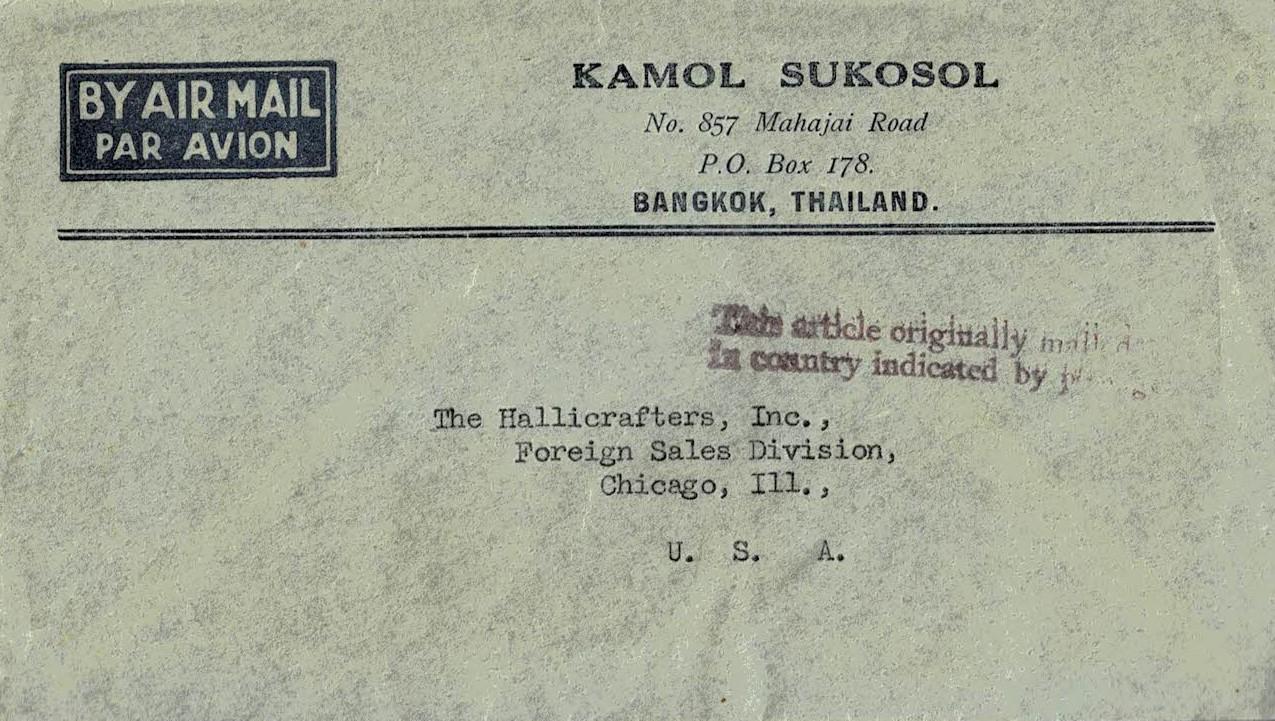 BY AIR MAIL
PAR AVION
KAMOL SUKOSOL
No. 857 Mahajai Road
P.O. Box 178.
BANGKOK, THAILAND.
This article originally mailed
in country indicated by
The Hallicrafters, Inc.,
Foreign Sales Division,
Chicago, Ill.,
U. S. A.